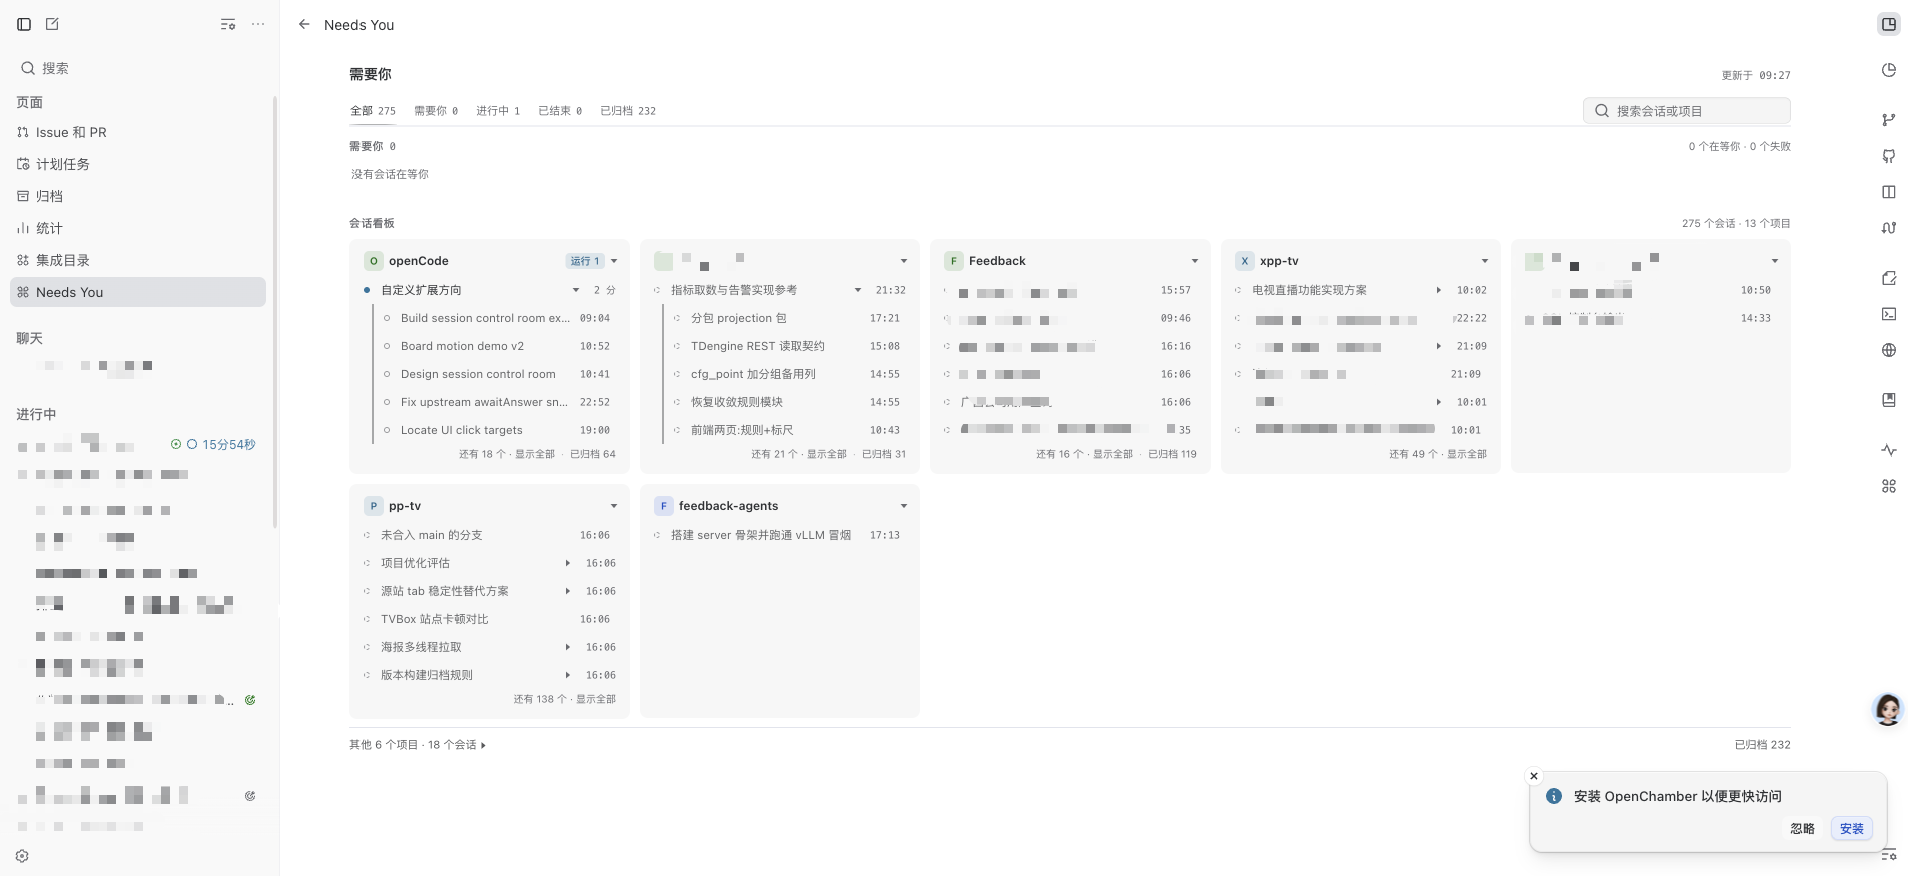 Needs You
搜索
页面
Issue 和 PR
计划任务
归档
统计
集成目录
Needs You
聊天
进行中
15分54秒
需要你
更新于 09:27
全部 275 需要你 0 进行中 1 已结束 0 已归档 232
搜索会话或项目
需要你 0
0 个在等你 · 0 个失败
没有会话在等你
会话看板
275 个会话 · 13 个项目
O openCode 运行 1
自定义扩展方向 2 分
Build session control room ex... 09:04
Board motion demo v2 10:52
Design session control room 10:41
Fix upstream awaitAnswer sn... 22:52
Locate UI click targets 19:00
还有 18 个 · 显示全部 · 已归档 64
指标取数与告警实现参考 21:32
分包 projection 包 17:21
TDengine REST 读取契约 15:08
cfg_point 加分组备用列 14:55
恢复收敛规则模块 14:55
前端两页:规则+标尺 10:43
还有 21 个 · 显示全部 · 已归档 31
F Feedback
15:57
09:46
16:16
16:06
16:06
35
还有 16 个 · 显示全部 · 已归档 119
X xpp-tv
电视直播功能实现方案 10:02
22:22
21:09
21:09
10:01
10:01
还有 49 个 · 显示全部
10:50
14:33
P pp-tv
未合入 main 的分支 16:06
项目优化评估 16:06
源站 tab 稳定性替代方案 16:06
TVBox 站点卡顿对比 16:06
海报多线程拉取 16:06
版本构建归档规则 16:06
还有 138 个 · 显示全部
F feedback-agents
搭建 server 骨架并跑通 vLLM 冒烟 17:13
其他 6 个项目 · 18 个会话
已归档 232
安装 OpenChamber 以便更快访问
忽略 安装